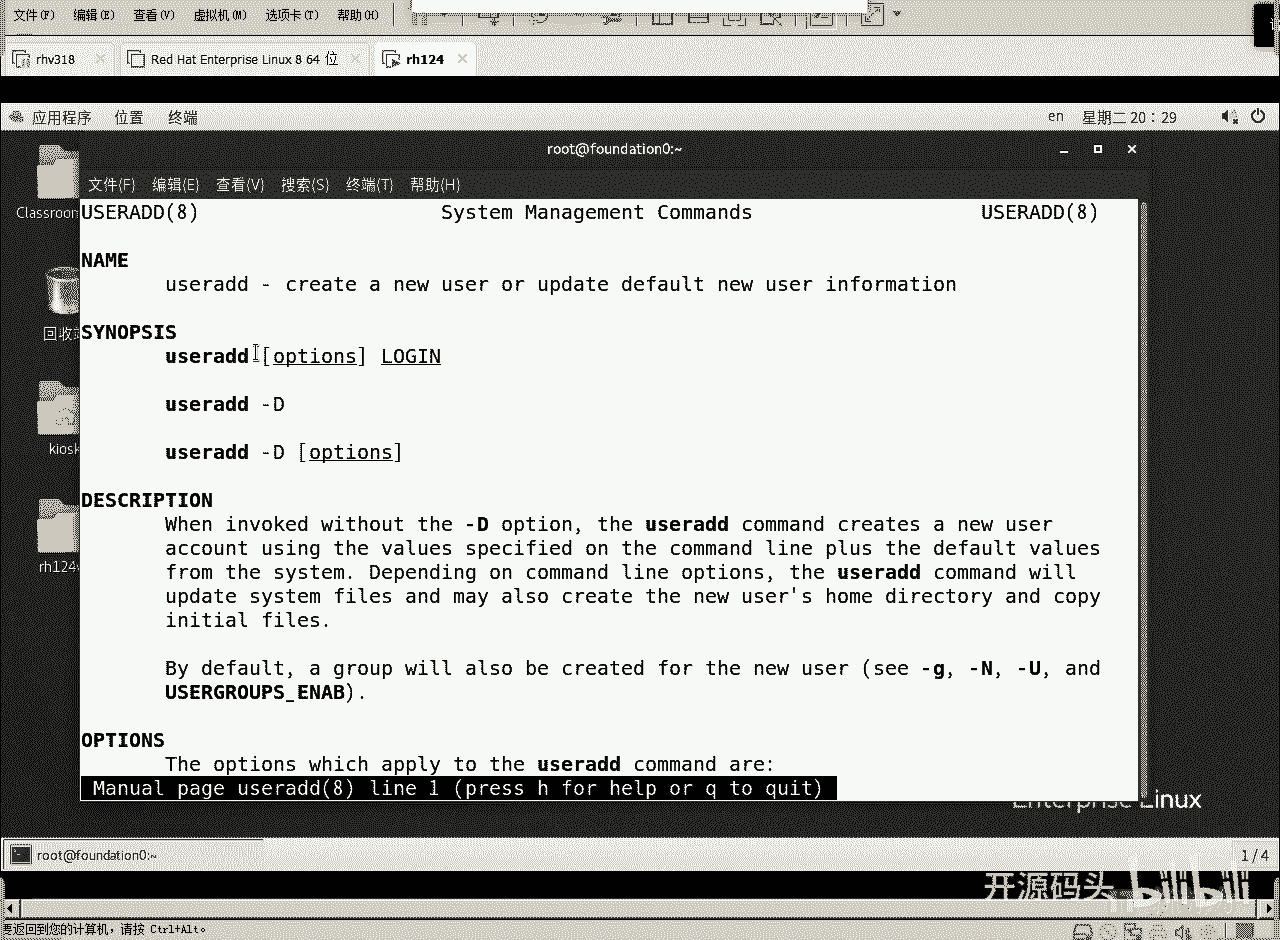 文件(F) 编辑(E) 查看(V) 虚拟机(M) 选项卡(T) 帮助(H)
rhv318 Red Hat Enterprise Linux 8 64 位 rh124
应用程序 位置 终端 en 星期二 20：29
root@foundation0:~
文件(F) 编辑(E) 查看(V) 搜索(S) 终端(T) 帮助(H)
Classroom
回收站
kiosk
USERADD(8) System Management Commands USERADD(8)
NAME
useradd - create a new user or update default new user information
SYNOPSIS
useradd [options] LOGIN
useradd -D
useradd -D [options]
DESCRIPTION
When invoked without the -D option, the useradd command creates a new user
account using the values specified on the command line plus the default values
from the system. Depending on command line options, the useradd command will
update system files and may also create the new user's home directory and copy
initial files.
By default, a group will also be created for the new user (see -g, -N, -U, and
USERGROUPS_ENAB).
OPTIONS
The options which apply to the useradd command are:
Manual page useradd(8) line 1 (press h for help or q to quit)
Enterprise Linux
root@foundation0:~ 1 / 4
开源码头 bilibili
要返回到您的计算机，请按 Ctrl+Alt。